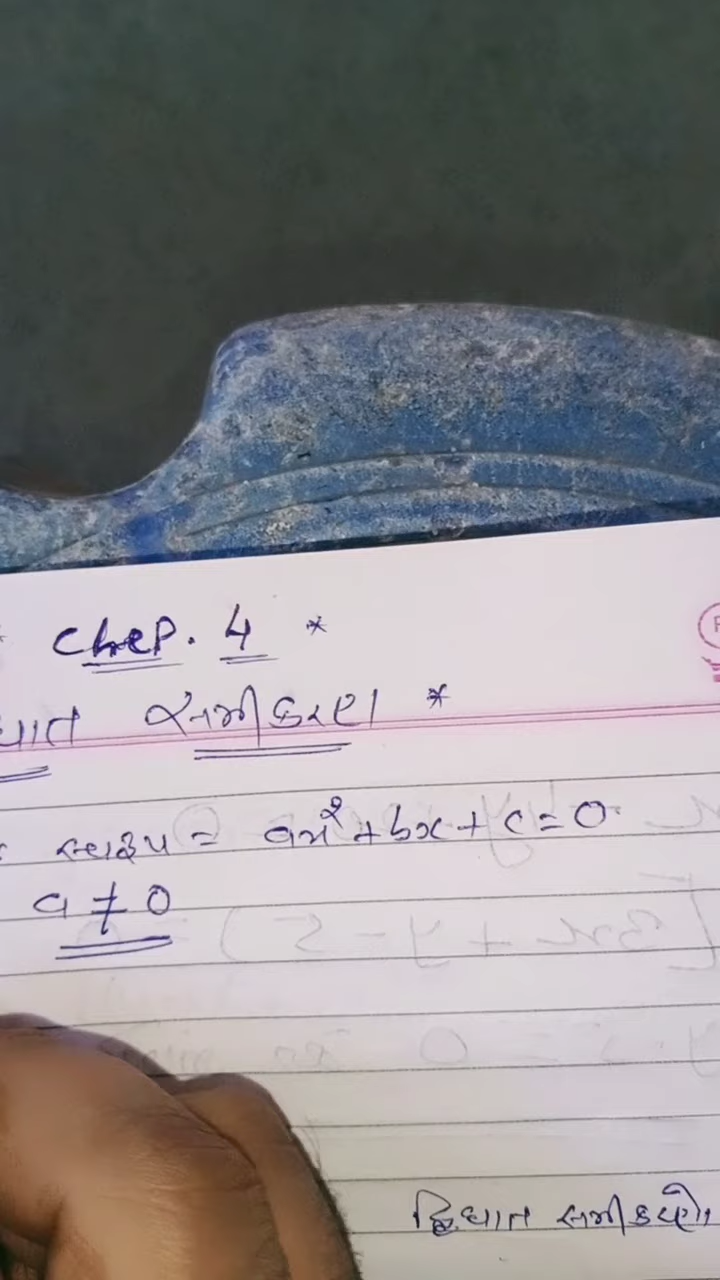 * Chep. 4 *
ઘાત સમીકરણ *
સ્વરૂપ = ax² + bx + c = 0
a ≠ 0
દ્વિઘાત સમીકરણો